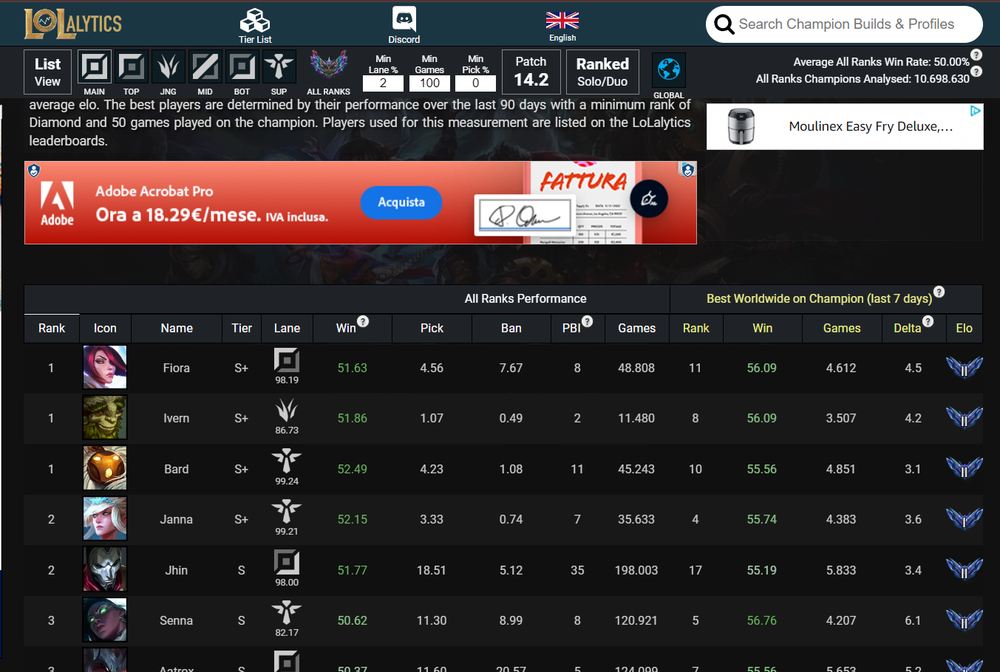 LOLALYTICS
Tier List
Discord
English
Search Champion Builds & Profiles
List
View
MAIN
TOP
JNG
MID
BOT
SUP
ALL RANKS
Min
Lane %
2
Min
Games
100
Min
Pick %
0
Patch
14.2
Ranked
Solo/Duo
GLOBAL
Average All Ranks Win Rate: 50.00% ?
All Ranks Champions Analysed: 10.698.630 ?
average elo. The best players are determined by their performance over the last 90 days with a minimum rank of
Diamond and 50 games played on the champion. Players used for this measurement are listed on the LoLalytics
leaderboards.
Moulinex Easy Fry Deluxe,...
Adobe
Adobe Acrobat Pro
Ora a 18.29€/mese. IVA inclusa.
Acquista
FATTURA
All Ranks Performance Best Worldwide on Champion (last 7 days) ?
Rank Icon Name Tier Lane Win ? Pick Ban PBI ? Games Rank Win Games Delta ? Elo
1 Fiora S+ 98.19 51.63 4.56 7.67 8 48.808 11 56.09 4.612 4.5 II
1 Ivern S+ 86.73 51.86 1.07 0.49 2 11.480 8 56.09 3.507 4.2 II
1 Bard S+ 99.24 52.49 4.23 1.08 11 45.243 10 55.56 4.851 3.1 II
2 Janna S+ 99.21 52.15 3.33 0.74 7 35.633 4 55.74 4.383 3.6 I
2 Jhin S 98.00 51.77 18.51 5.12 35 198.003 17 55.19 5.833 3.4 II
3 Senna S 82.17 50.62 11.30 8.99 8 120.921 5 56.76 4.207 6.1 II
3 Aatrox S 50.37 11.60 20.57 5 124.099 7 55.56 5.653 5.2